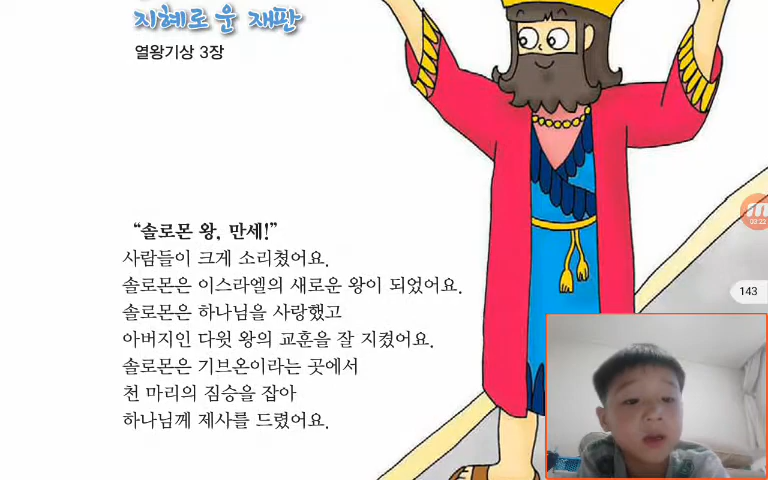 지혜로운 재판
열왕기상 3장
“솔로몬 왕, 만세!”
사람들이 크게 소리쳤어요.
솔로몬은 이스라엘의 새로운 왕이 되었어요.
솔로몬은 하나님을 사랑했고
아버지인 다윗 왕의 교훈을 잘 지켰어요.
솔로몬은 기브온이라는 곳에서
천 마리의 짐승을 잡아
하나님께 제사를 드렸어요.
02:22
143